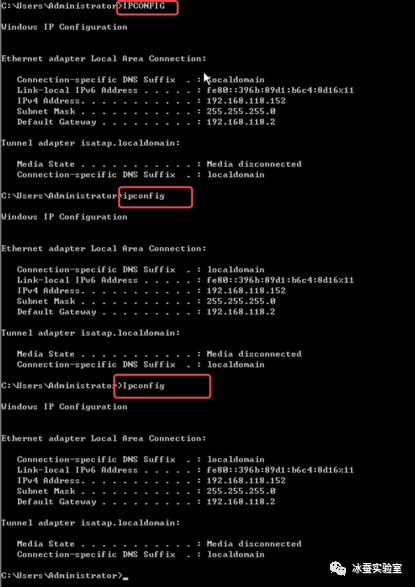 C:\Users\Administrator>IPCONFIG
Windows IP Configuration
Ethernet adapter Local Area Connection:
Connection-specific DNS Suffix  . : localdomain
Link-local IPv6 Address . . . . . : fe80::396b:89d1:b6c4:8d16%11
IPv4 Address. . . . . . . . . . . : 192.168.118.152
Subnet Mask . . . . . . . . . . . : 255.255.255.0
Default Gateway . . . . . . . . . : 192.168.118.2
Tunnel adapter isatap.localdomain:
Media State . . . . . . . . . . . : Media disconnected
Connection-specific DNS Suffix  . : localdomain
C:\Users\Administrator>ipconfig
Windows IP Configuration
Ethernet adapter Local Area Connection:
Connection-specific DNS Suffix  . : localdomain
Link-local IPv6 Address . . . . . : fe80::396b:89d1:b6c4:8d16%11
IPv4 Address. . . . . . . . . . . : 192.168.118.152
Subnet Mask . . . . . . . . . . . : 255.255.255.0
Default Gateway . . . . . . . . . : 192.168.118.2
Tunnel adapter isatap.localdomain:
Media State . . . . . . . . . . . : Media disconnected
Connection-specific DNS Suffix  . : localdomain
C:\Users\Administrator>Ipconfig
Windows IP Configuration
Ethernet adapter Local Area Connection:
Connection-specific DNS Suffix  . : localdomain
Link-local IPv6 Address . . . . . : fe80::396b:89d1:b6c4:8d16%11
IPv4 Address. . . . . . . . . . . : 192.168.118.152
Subnet Mask . . . . . . . . . . . : 255.255.255.0
Default Gateway . . . . . . . . . : 192.168.118.2
Tunnel adapter isatap.localdomain:
Media State . . . . . . . . . . . : Media disconnected
Connection-specific DNS Suffix  . : localdomain
C:\Users\Administrator>_
冰蚕实验室